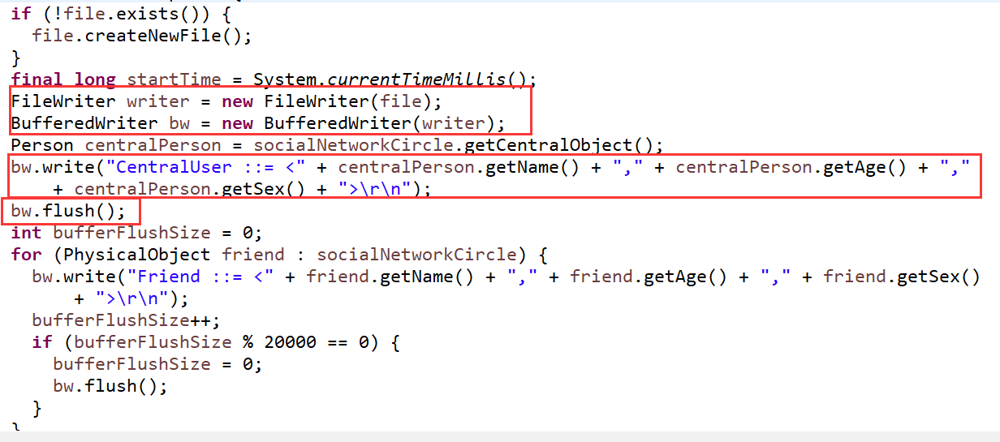 if (!file.exists()) {
file.createNewFile();
}
final long startTime = System.currentTimeMillis();
FileWriter writer = new FileWriter(file);
BufferedWriter bw = new BufferedWriter(writer);
Person centralPerson = socialNetworkCircle.getCentralObject();
bw.write("CentralUser ::= <" + centralPerson.getName() + "," + centralPerson.getAge() + ","
+ centralPerson.getSex() + ">\r\n");
bw.flush();
int bufferFlushSize = 0;
for (PhysicalObject friend : socialNetworkCircle) {
bw.write("Friend ::= <" + friend.getName() + "," + friend.getAge() + "," + friend.getSex()
+ ">\r\n");
bufferFlushSize++;
if (bufferFlushSize % 20000 == 0) {
bufferFlushSize = 0;
bw.flush();
}
}